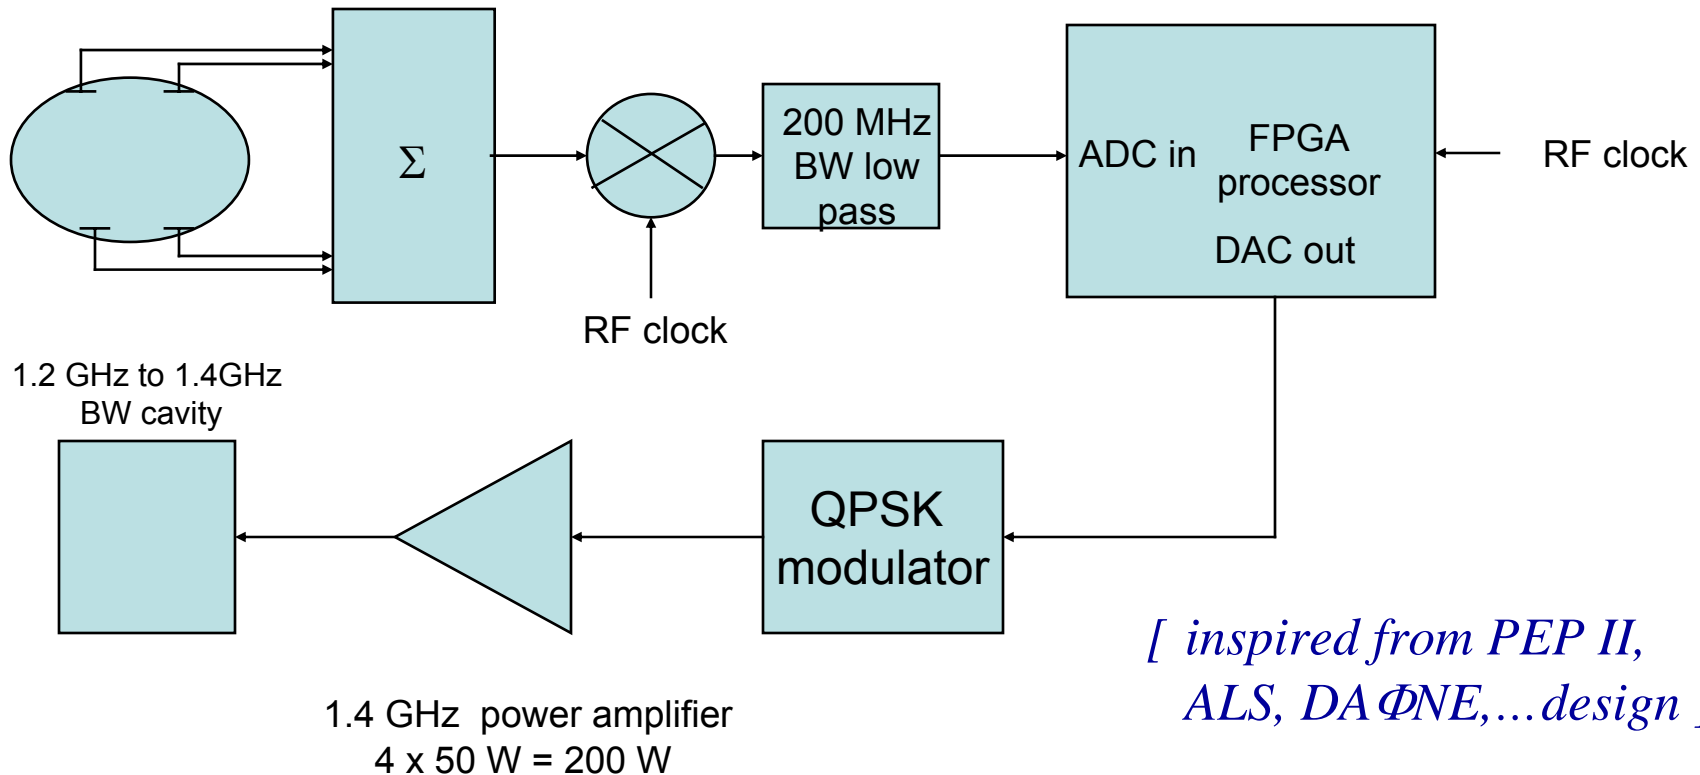 Σ
200 MHz
BW low
pass
ADC in
FPGA
processor
DAC out
RF clock
RF clock
1.2 GHz to 1.4GHz
BW cavity
QPSK
modulator
1.4 GHz power amplifier
4 x 50 W = 200 W
[ inspired from PEP II,
ALS, DAΦNE,...design ]